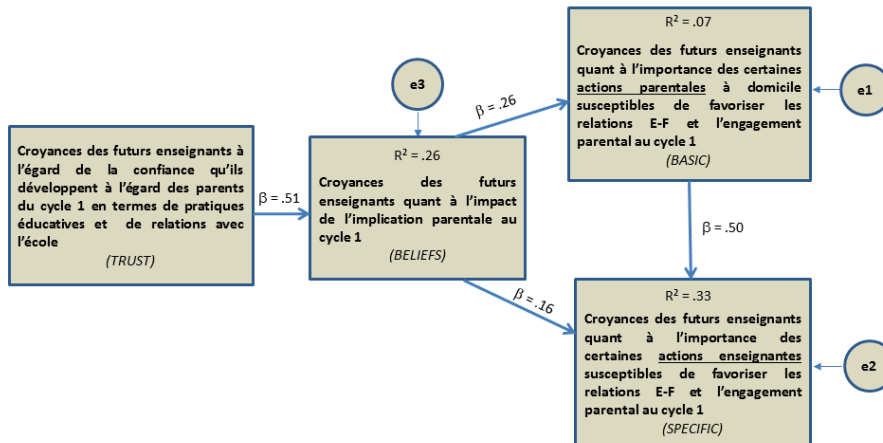 Croyances des futurs enseignants à
l'égard de la confiance qu'ils
développent à l'égard des parents
du cycle 1 en termes de pratiques
éducatives et de relations avec
l'école
(TRUST)
β = .51
e3
R² = .26
Croyances des futurs
enseignants quant à l'impact
de l'implication parentale au
cycle 1
(BELIEFS)
β = .26
β = .16
R² = .07
Croyances des futurs enseignants
quant à l'importance des certaines
actions parentales à domicile
susceptibles de favoriser les
relations E-F et l'engagement
parental au cycle 1
(BASIC)
e1
β = .50
R² = .33
Croyances des futurs enseignants
quant à l'importance des
certaines actions enseignantes
susceptibles de favoriser les
relations E-F et l'engagement
parental au cycle 1
(SPECIFIC)
e2